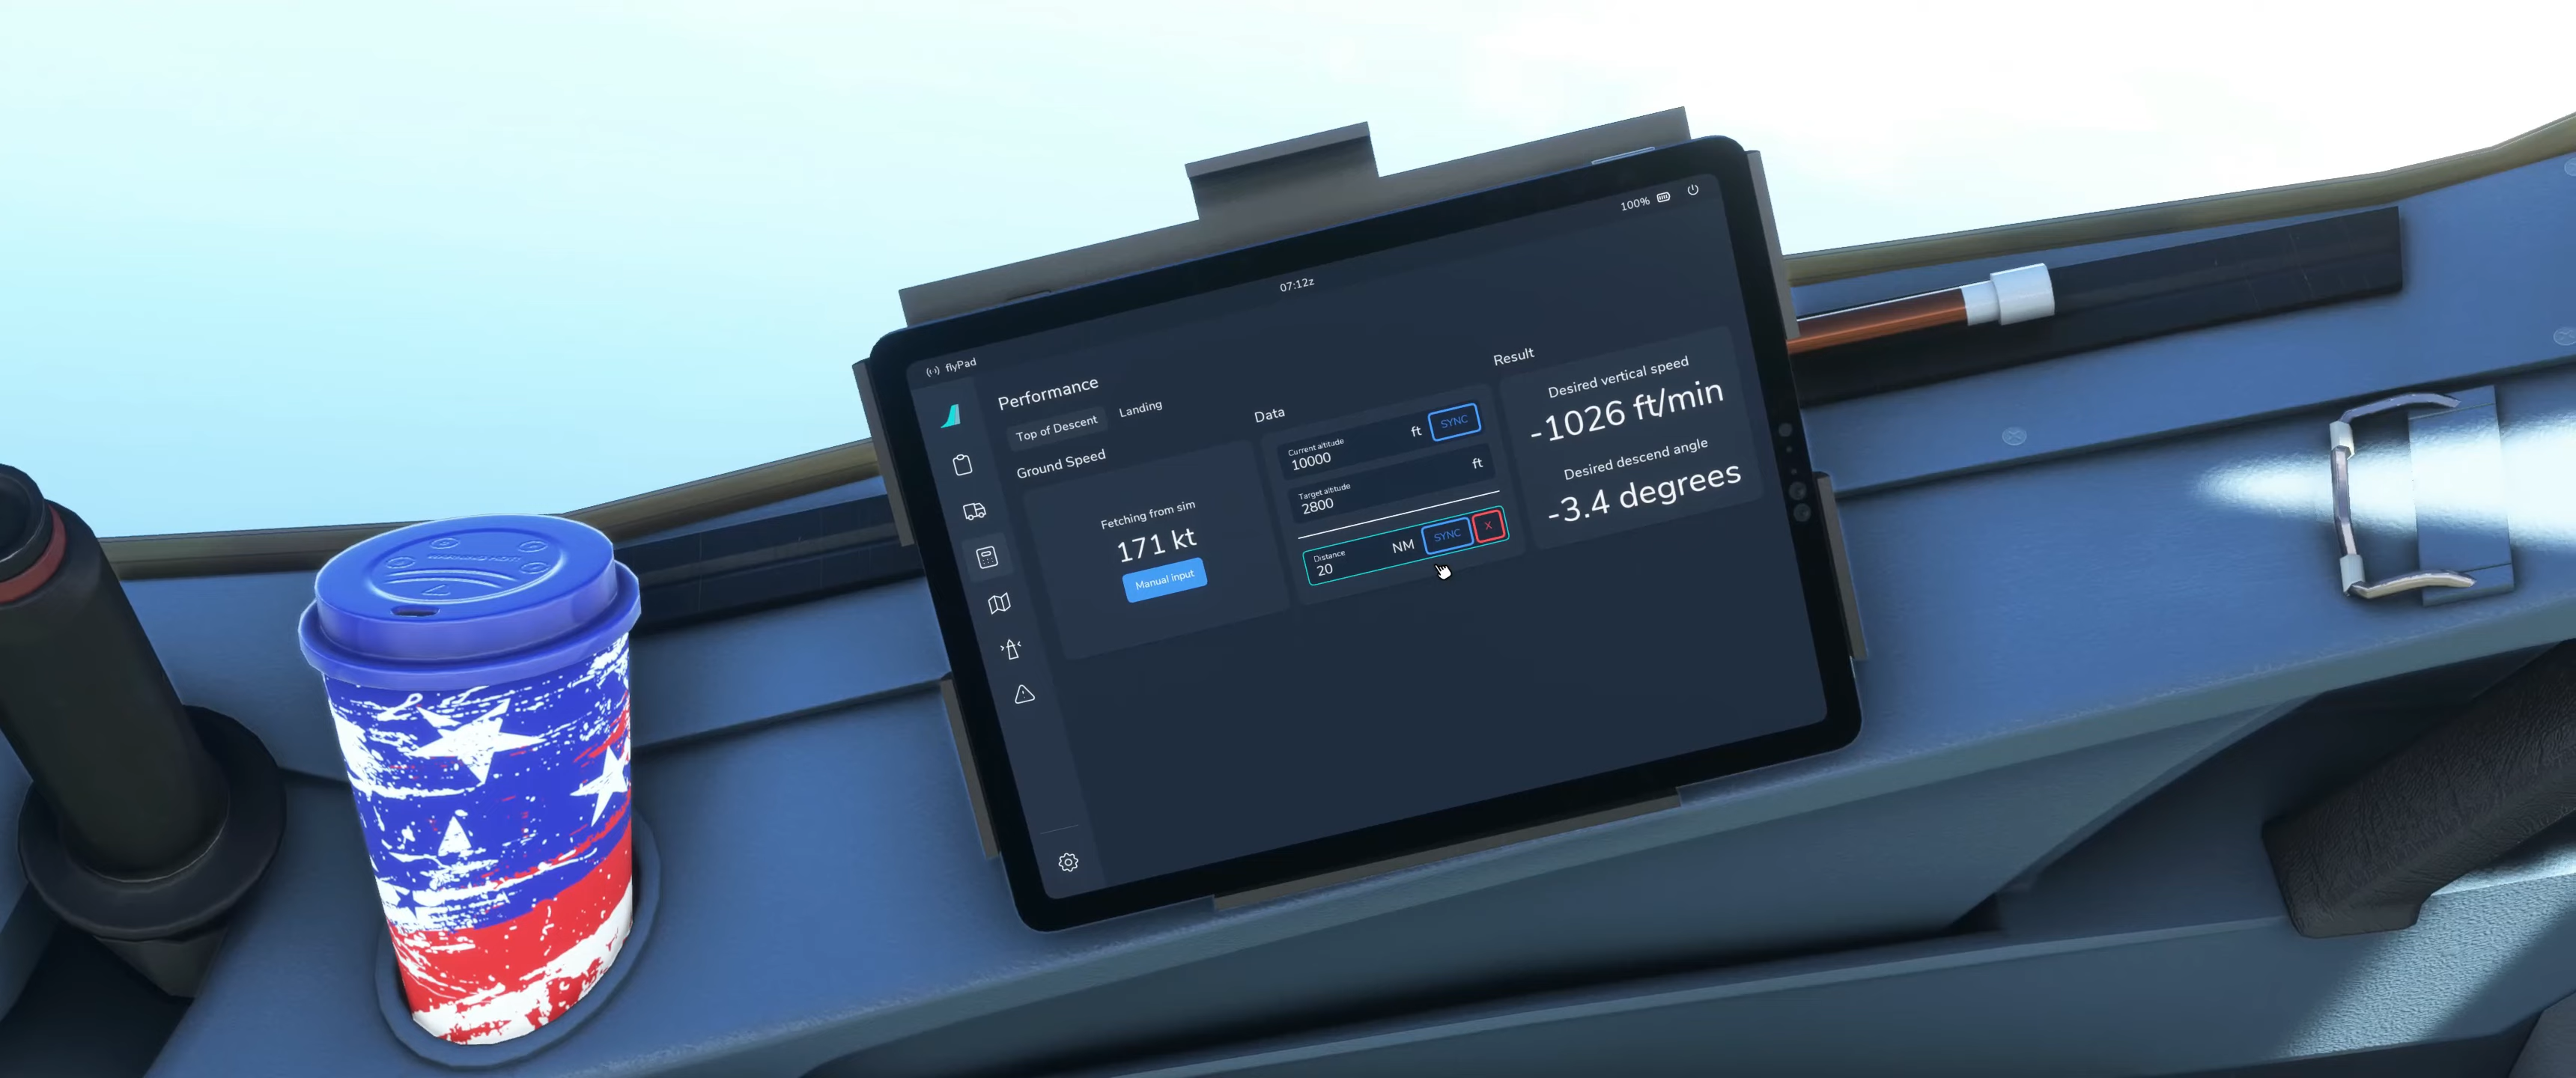 100%
07:12z
flyPad
Performance
Top of Descent
Landing
Ground Speed
Fetching from sim
171 kt
Manual input
Data
Current altitude
10000
ft
SYNC
Target altitude
2800
ft
Distance
20
NM
SYNC
X
Result
Desired vertical speed
-1026 ft/min
Desired descend angle
-3.4 degrees